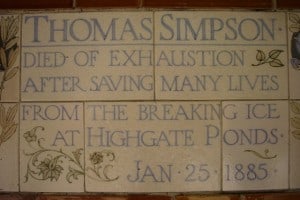 THOMAS SIMPSON
DIED · OF EXHAUSTION
AFTER SAVING MANY LIVES
FROM THE BREAKING ICE
AT HIGHGATE PONDS ·
JAN · 25 · 1885 ·